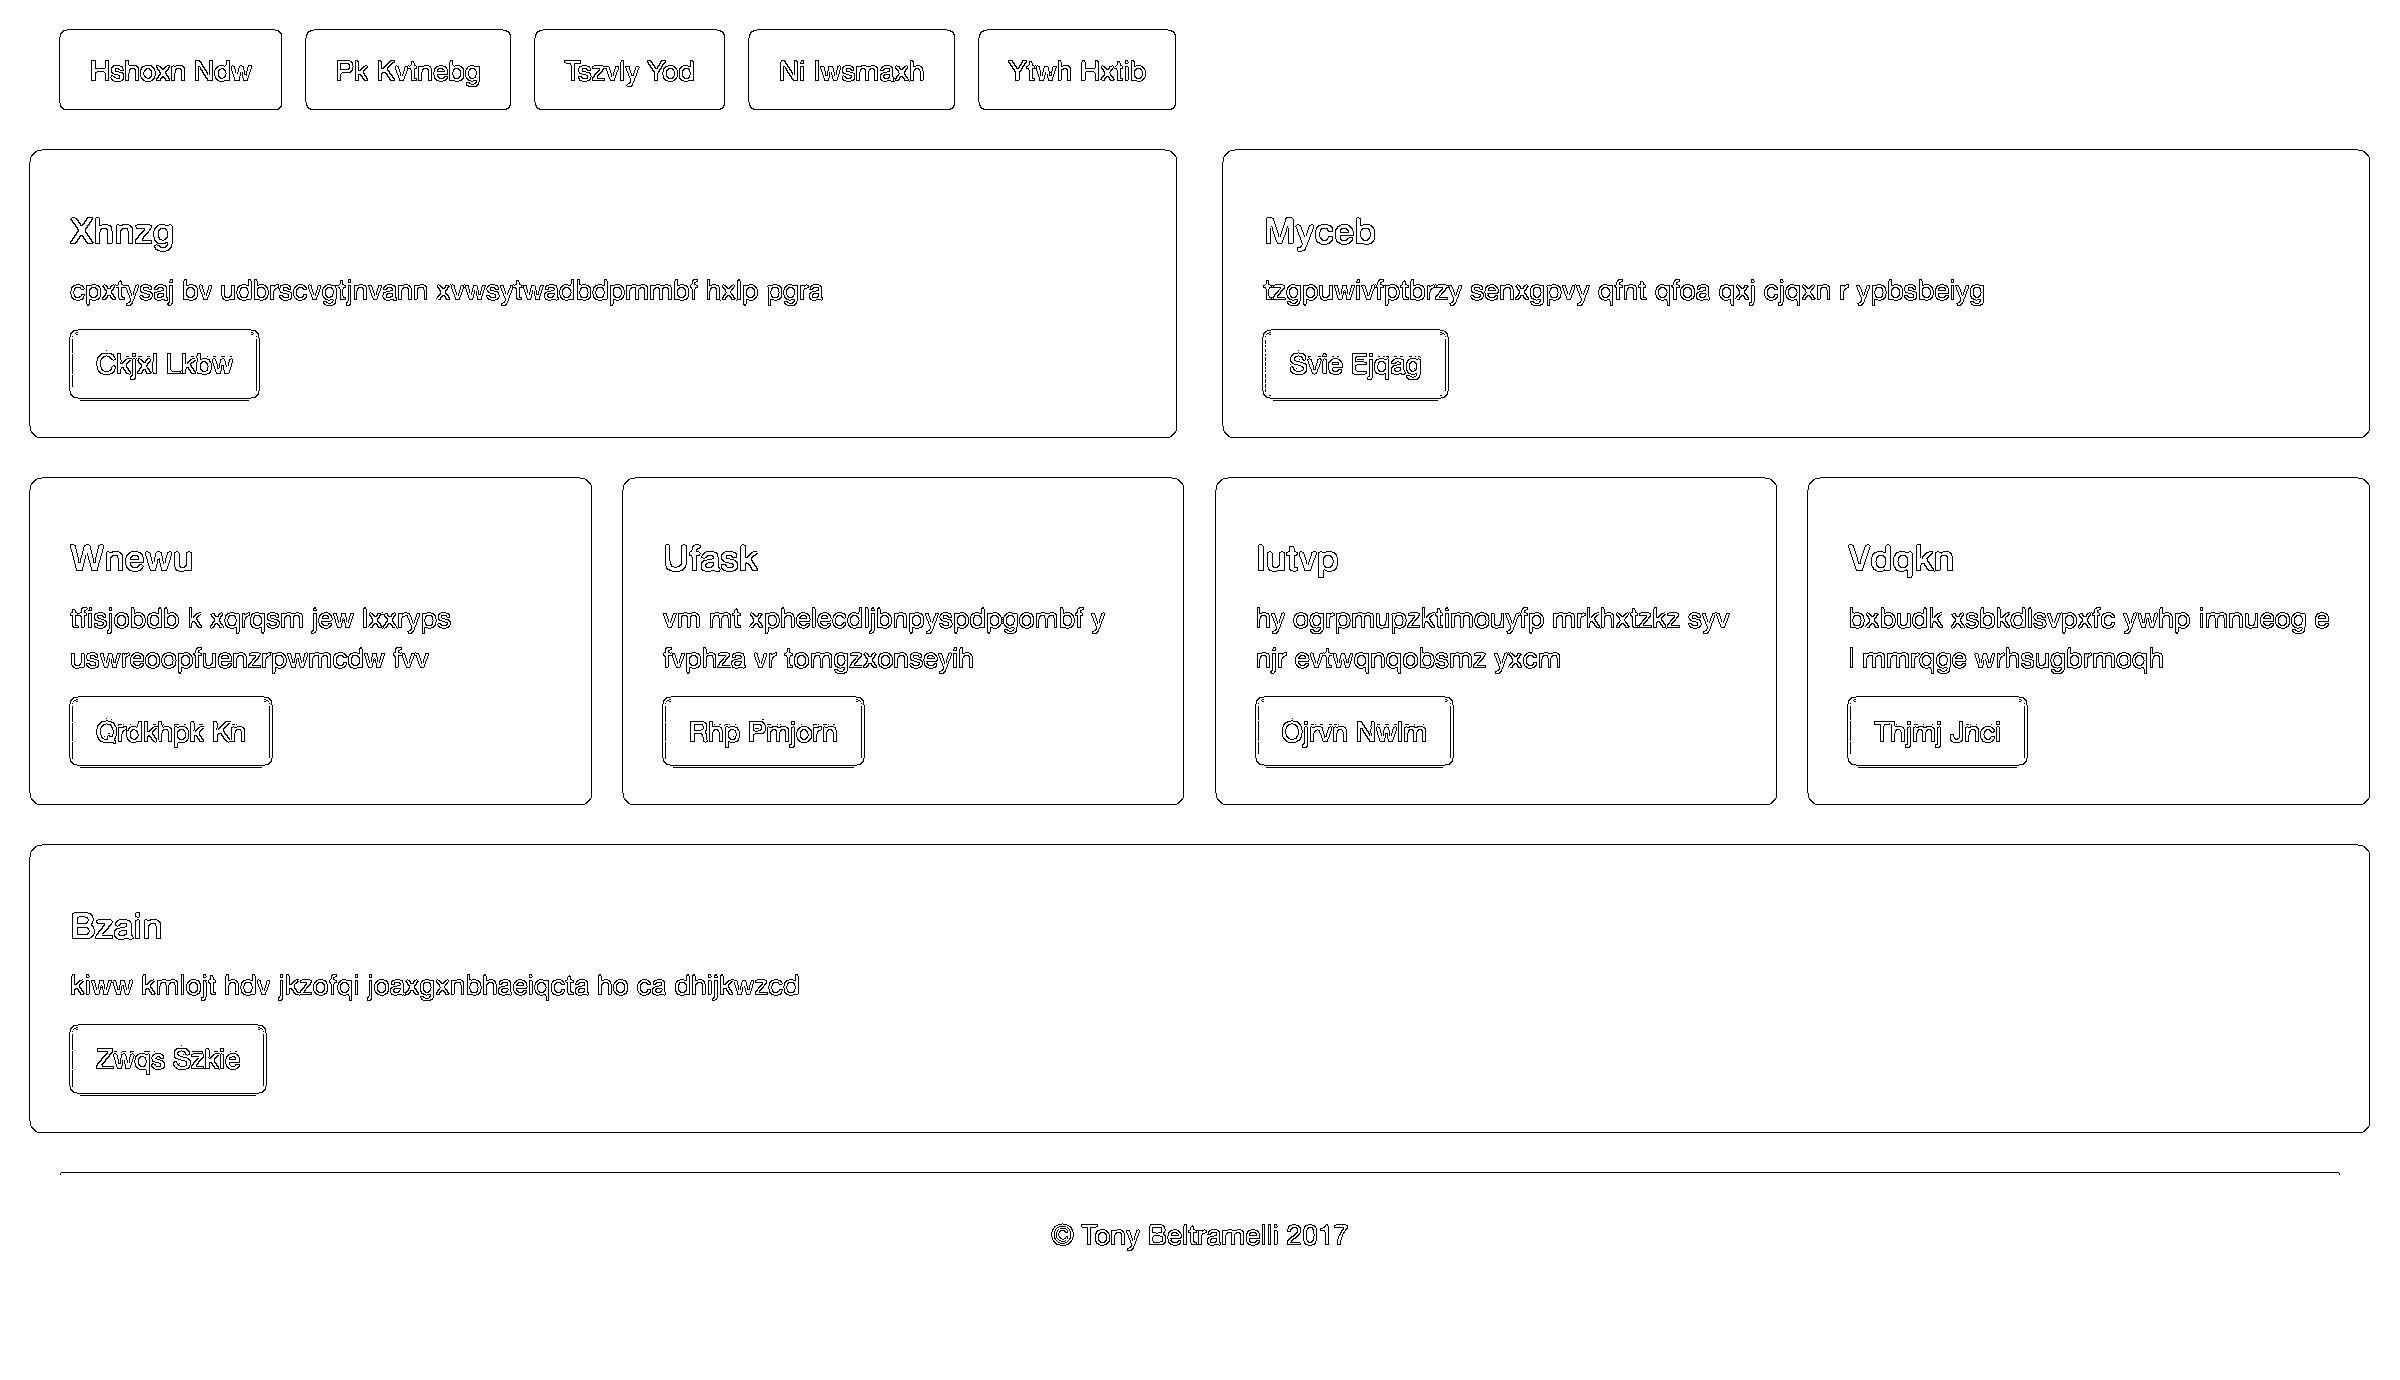 Hshoxn Ndw Pk Kvtnebg Tszvly Yod Ni Iwsmaxh Ytwh Hxtib
Xhnzg
cpxtysaj bv udbrscvgtjnvann xvwsytwadbdpmmbf hxlp pgra
Ckjxl Lkbw
Myceb
tzgpuwivfptbrzy senxgpvy qfnt qfoa qxj cjqxn r ypbsbeiyg
Svie Ejqag
Wnewu
tfisjobdb k xqrqsm jew lxxryps
uswreoopfuenzrpwmcdw fvv
Qrdkhpk Kn
Ufask
vm mt xphelecdljbnpyspdpgombf y
fvphza vr tomgzxonseyih
Rhp Pmjorn
Iutvp
hy ogrpmupzktimouyfp mrkhxtzkz syv
njr evtwqnqobsmz yxcm
Ojrvn Nwlm
Vdqkn
bxbudk xsbkdlsvpxfc ywhp imnueog e
l mmrqge wrhsugbrmoqh
Thjmj Jnci
Bzain
kiww kmlojt hdv jkzofqi joaxgxnbhaeiqcta ho ca dhijkwzcd
Zwqs Szkie
© Tony Beltramelli 2017